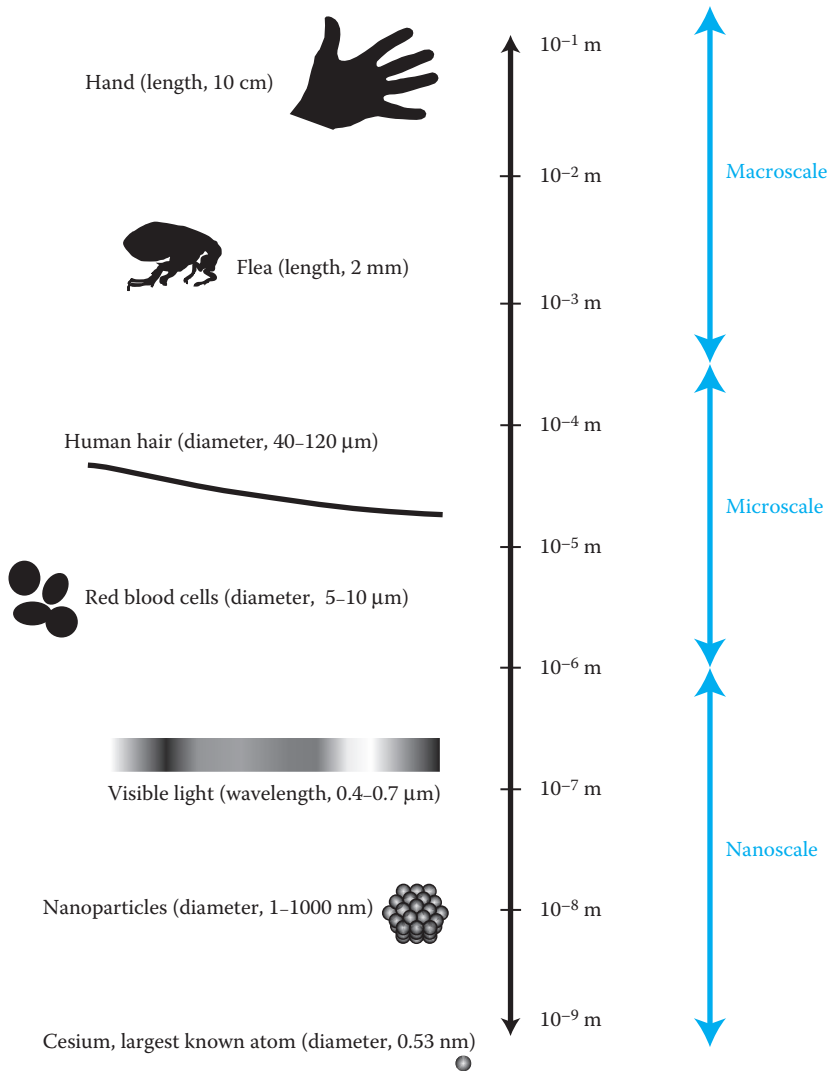 10⁻¹ m
Hand (length, 10 cm)
Macroscale
10⁻² m
Flea (length, 2 mm)
10⁻³ m
10⁻⁴ m
Human hair (diameter, 40–120 µm)
Microscale
10⁻⁵ m
Red blood cells (diameter, 5–10 µm)
10⁻⁶ m
10⁻⁷ m
Visible light (wavelength, 0.4–0.7 µm)
Nanoscale
Nanoparticles (diameter, 1–1000 nm)
10⁻⁸ m
10⁻⁹ m
Cesium, largest known atom (diameter, 0.53 nm)